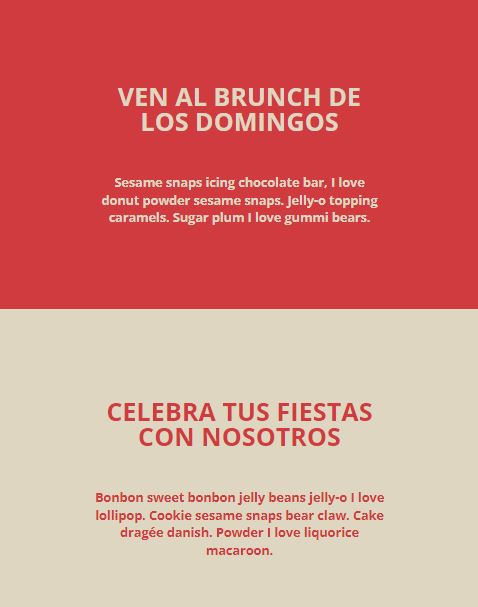 VEN AL BRUNCH DE
LOS DOMINGOS
Sesame snaps icing chocolate bar, I love
donut powder sesame snaps. Jelly-o topping
caramels. Sugar plum I love gummi bears.
CELEBRA TUS FIESTAS
CON NOSOTROS
Bonbon sweet bonbon jelly beans jelly-o I love
lollipop. Cookie sesame snaps bear claw. Cake
dragée danish. Powder I love liquorice
macaroon.